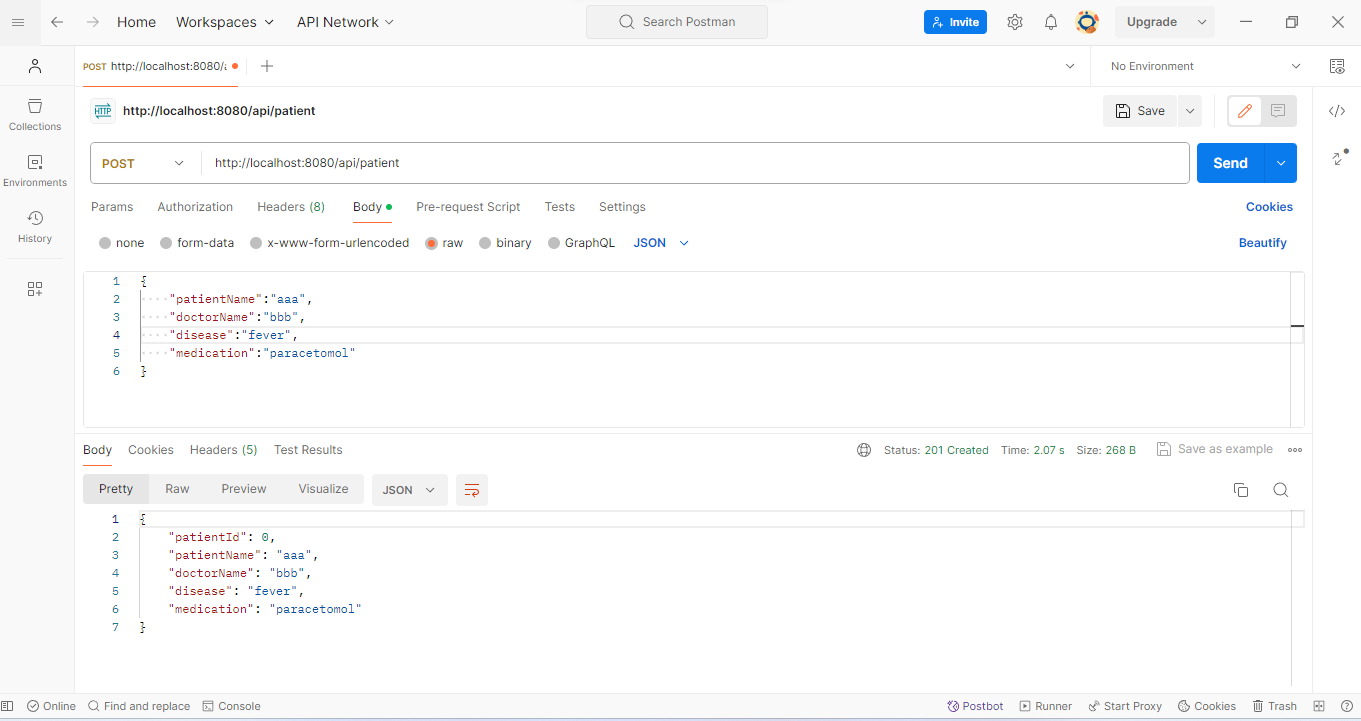 Home Workspaces API Network Search Postman Invite Upgrade
POST http://localhost:8080/a No Environment
HTTP http://localhost:8080/api/patient Save
Collections
POST http://localhost:8080/api/patient Send
Environments
Params Authorization Headers (8) Body Pre-request Script Tests Settings Cookies
History
none form-data x-www-form-urlencoded raw binary GraphQL JSON Beautify
1 {
2 "patientName":"aaa",
3 "doctorName":"bbb",
4 "disease":"fever",
5 "medication":"paracetomol"
6 }
Body Cookies Headers (5) Test Results Status: 201 Created Time: 2.07 s Size: 268 B Save as example
Pretty Raw Preview Visualize JSON
1 {
2 "patientId": 0,
3 "patientName": "aaa",
4 "doctorName": "bbb",
5 "disease": "fever",
6 "medication": "paracetomol"
7 }
Online Find and replace Console Postbot Runner Start Proxy Cookies Trash